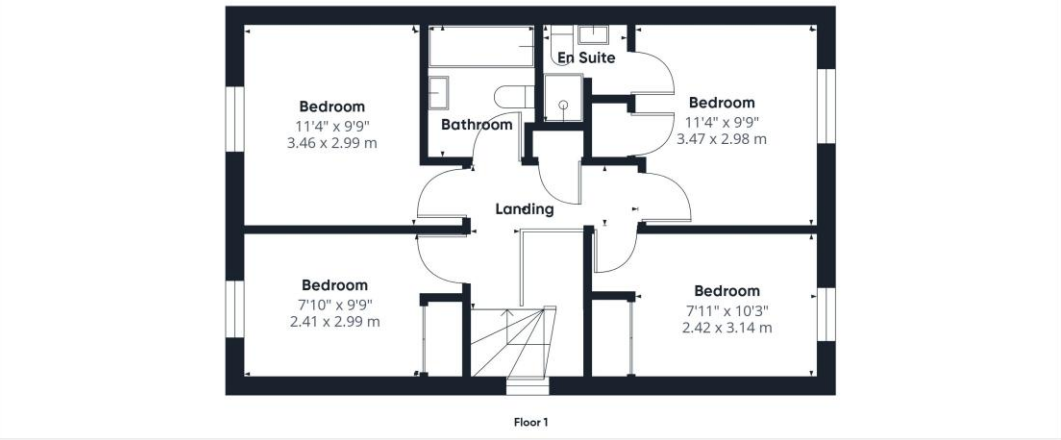 Bedroom
11'4" x 9'9"
3.46 x 2.99 m
Bathroom
En Suite
Bedroom
11'4" x 9'9"
3.47 x 2.98 m
Landing
Bedroom
7'10" x 9'9"
2.41 x 2.99 m
Bedroom
7'11" x 10'3"
2.42 x 3.14 m
Floor 1